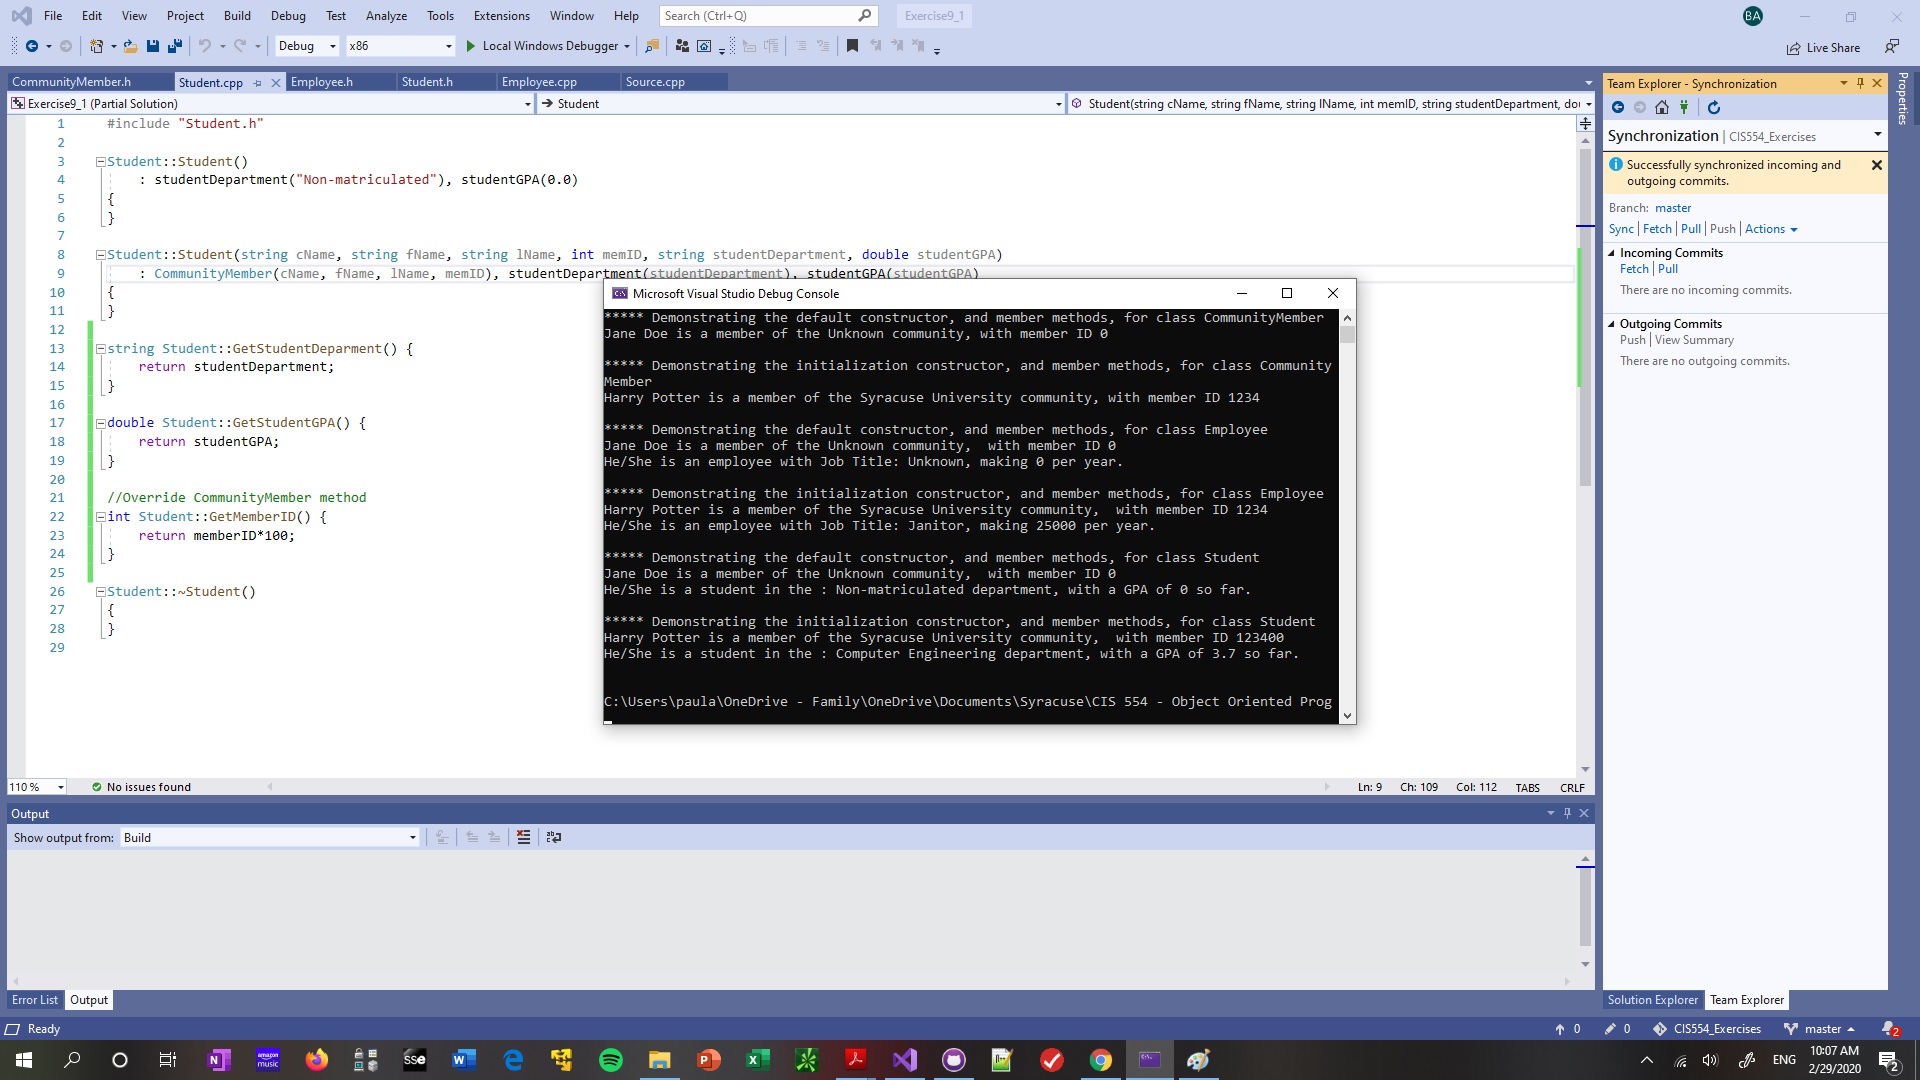 File Edit View Project Build Debug Test Analyze Tools Extensions Window Help Search (Ctrl+Q) Exercise9_1 BA
Debug x86 Local Windows Debugger Live Share
CommunityMember.h Student.cpp Employee.h Student.h Employee.cpp Source.cpp
Exercise9_1 (Partial Solution) Student Student(string cName, string fName, string lName, int memID, string studentDepartment, dou
1 #include "Student.h"
2
3 Student::Student()
4 : studentDepartment("Non-matriculated"), studentGPA(0.0)
5 {
6 }
7
8 Student::Student(string cName, string fName, string lName, int memID, string studentDepartment, double studentGPA)
9 : CommunityMember(cName, fName, lName, memID), studentDepartment(studentDepartment), studentGPA(studentGPA)
10 {
11 }
12
13 string Student::GetStudentDeparment() {
14 return studentDepartment;
15 }
16
17 double Student::GetStudentGPA() {
18 return studentGPA;
19 }
20
21 //Override CommunityMember method
22 int Student::GetMemberID() {
23 return memberID*100;
24 }
25
26 Student::~Student()
27 {
28 }
29
Microsoft Visual Studio Debug Console
***** Demonstrating the default constructor, and member methods, for class CommunityMember
Jane Doe is a member of the Unknown community, with member ID 0
***** Demonstrating the initialization constructor, and member methods, for class Community
Member
Harry Potter is a member of the Syracuse University community, with member ID 1234
***** Demonstrating the default constructor, and member methods, for class Employee
Jane Doe is a member of the Unknown community,  with member ID 0
He/She is an employee with Job Title: Unknown, making 0 per year.
***** Demonstrating the initialization constructor, and member methods, for class Employee
Harry Potter is a member of the Syracuse University community,  with member ID 1234
He/She is an employee with Job Title: Janitor, making 25000 per year.
***** Demonstrating the default constructor, and member methods, for class Student
Jane Doe is a member of the Unknown community,  with member ID 0
He/She is a student in the : Non-matriculated department, with a GPA of 0 so far.
***** Demonstrating the initialization constructor, and member methods, for class Student
Harry Potter is a member of the Syracuse University community,  with member ID 123400
He/She is a student in the : Computer Engineering department, with a GPA of 3.7 so far.
C:\Users\paula\OneDrive - Family\OneDrive\Documents\Syracuse\CIS 554 - Object Oriented Prog
110 % No issues found Ln: 9 Ch: 109 Col: 112 TABS CRLF
Output
Show output from: Build
Error List Output
Team Explorer - Synchronization
Synchronization | CIS554_Exercises
Successfully synchronized incoming and
outgoing commits.
Branch: master
Sync | Fetch | Pull | Push | Actions
Incoming Commits
Fetch | Pull
There are no incoming commits.
Outgoing Commits
Push | View Summary
There are no outgoing commits.
Solution Explorer Team Explorer
Properties
Ready 0 0 CIS554_Exercises master 2
N amazon music SSe W P X ENG 10:07 AM
2/29/2020 2